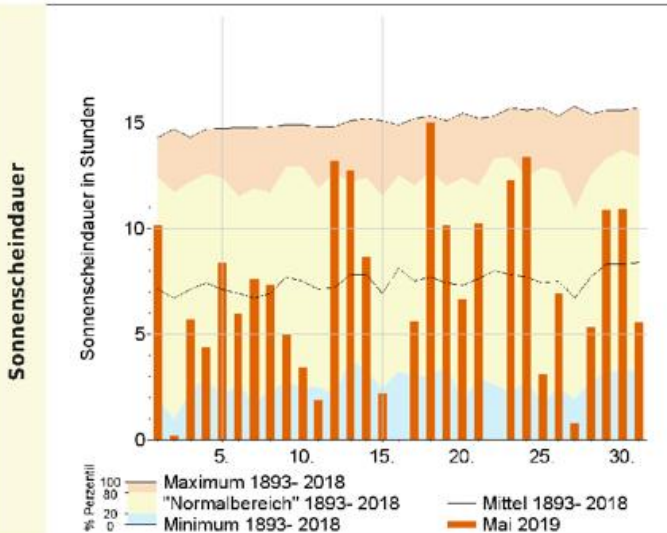 Sonnenscheindauer
Sonnenscheindauer in Stunden
15
10
5
0
5.
10.
15.
20.
25.
30.
% Perzentil
100
80
20
0
Maximum 1893- 2018
"Normalbereich" 1893- 2018
Minimum 1893- 2018
Mittel 1893- 2018
Mai 2019